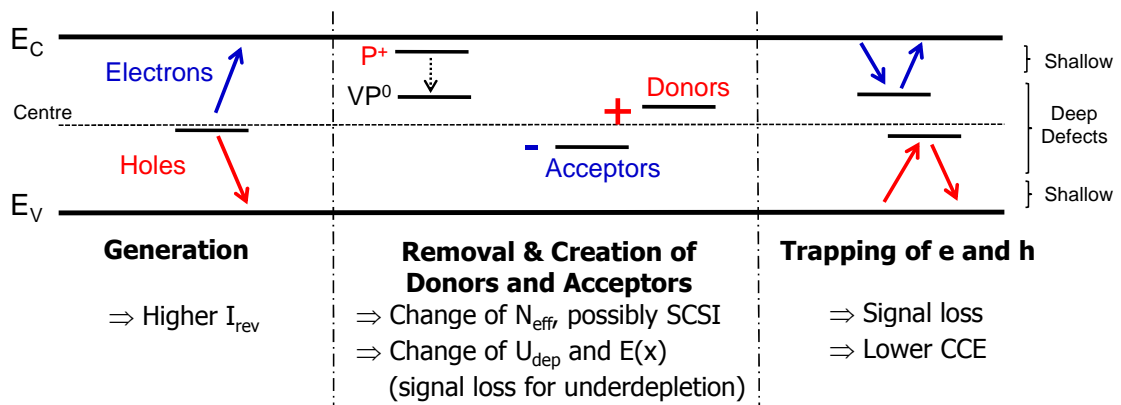 E_C
Electrons
Centre
Holes
E_V
P⁺
VP⁰
Donors
+
-
Acceptors
Shallow
Deep
Defects
Shallow
Generation
⇒ Higher I_rev
Removal & Creation of
Donors and Acceptors
⇒ Change of N_eff, possibly SCSI
⇒ Change of U_dep and E(x)
(signal loss for underdepletion)
Trapping of e and h
⇒ Signal loss
⇒ Lower CCE